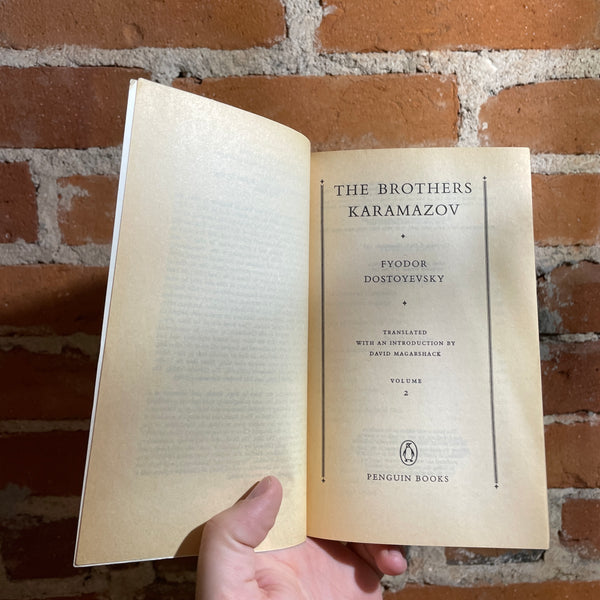 THE BROTHERS
KARAMAZOV
FYODOR
DOSTOYEVSKY
TRANSLATED
WITH AN INTRODUCTION BY
DAVID MAGARSHACK
VOLUME
2
PENGUIN BOOKS